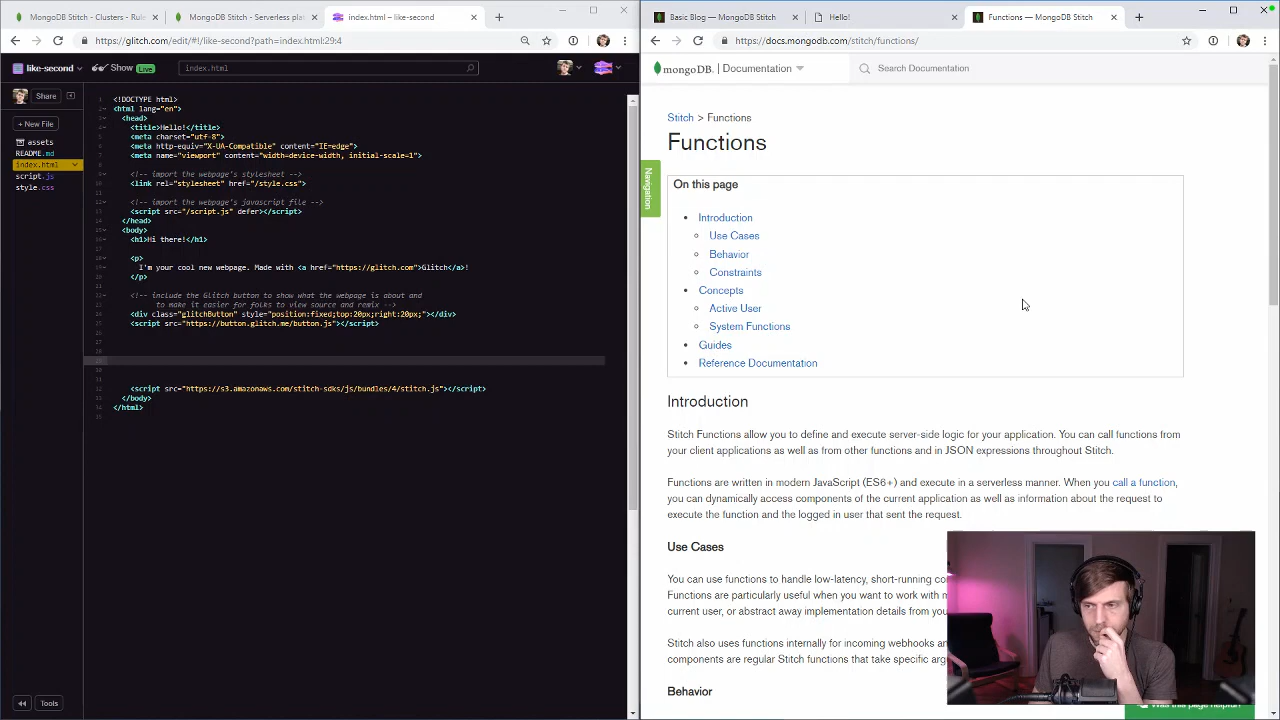 MongoDB Stitch - Clusters - Rul
MongoDB Stitch - Service plan
index.html – like-second
https://glitch.com/edit/#!/like-second?path=index.html:29:4
like-second
Show
Live
index.html
Share
+ New File
assets
README.md
index.html
script.js
style.css
1 <!DOCTYPE html>
<html lang="en">
<head>
<title>Hello!</title>
<meta charset="utf-8">
<meta http-equiv="X-UA-Compatible" content="IE=edge">
<meta name="viewport" content="width=device-width, initial-scale=1">
<!-- import the webpage's stylesheet -->
<link rel="stylesheet" href="/style.css">
<!-- import the webpage's javascript file -->
<script src="/script.js" defer></script>
</head>
<body>
<h1>Hi there!</h1>
<p>
I'm your cool new webpage. Made with <a href="https://glitch.com">Glitch</a>!
</p>
<!-- include the Glitch button to show what the webpage is about and
to make it easier for folks to view source and remix -->
<div class="glitchButton" style="position:fixed;top:20px;right:20px;"></div>
<script src="https://button.glitch.me/button.js"></script>
<script src="https://s3.amazonaws.com/stitch-sdks/js/bundles/4/stitch.js"></script>
</body>
</html>
Tools
Basic Blog — MongoDB Stitch
Hello!
Functions — MongoDB Stitch
https://docs.mongodb.com/stitch/functions/
mongoDB. | Documentation
Search Documentation
Navigation
Stitch > Functions
Functions
On this page
Introduction
Use Cases
Behavior
Constraints
Concepts
Active User
System Functions
Guides
Reference Documentation
Introduction
Stitch Functions allow you to define and execute server-side logic for your application. You can call functions from
your client applications as well as from other functions and in JSON expressions throughout Stitch.
Functions are written in modern JavaScript (ES6+) and execute in a serverless manner. When you call a function,
you can dynamically access components of the current application as well as information about the request to
execute the function and the logged in user that sent the request.
Use Cases
You can use functions to handle low-latency, short-running co
Functions are particularly useful when you want to work with m
current user, or abstract away implementation details from you
Stitch also uses functions internally for incoming webhooks an
components are regular Stitch functions that take specific arg
Behavior
Was this page helpful?